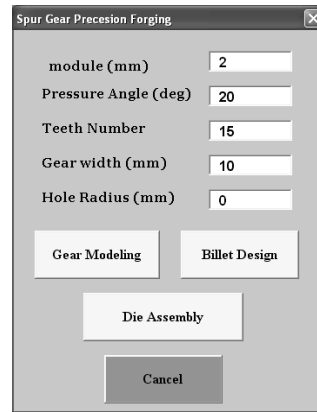 Spur Gear Precesion Forging
module (mm) 2
Pressure Angle (deg) 20
Teeth Number 15
Gear width (mm) 10
Hole Radius (mm) 0
Gear Modeling Billet Design
Die Assembly
Cancel